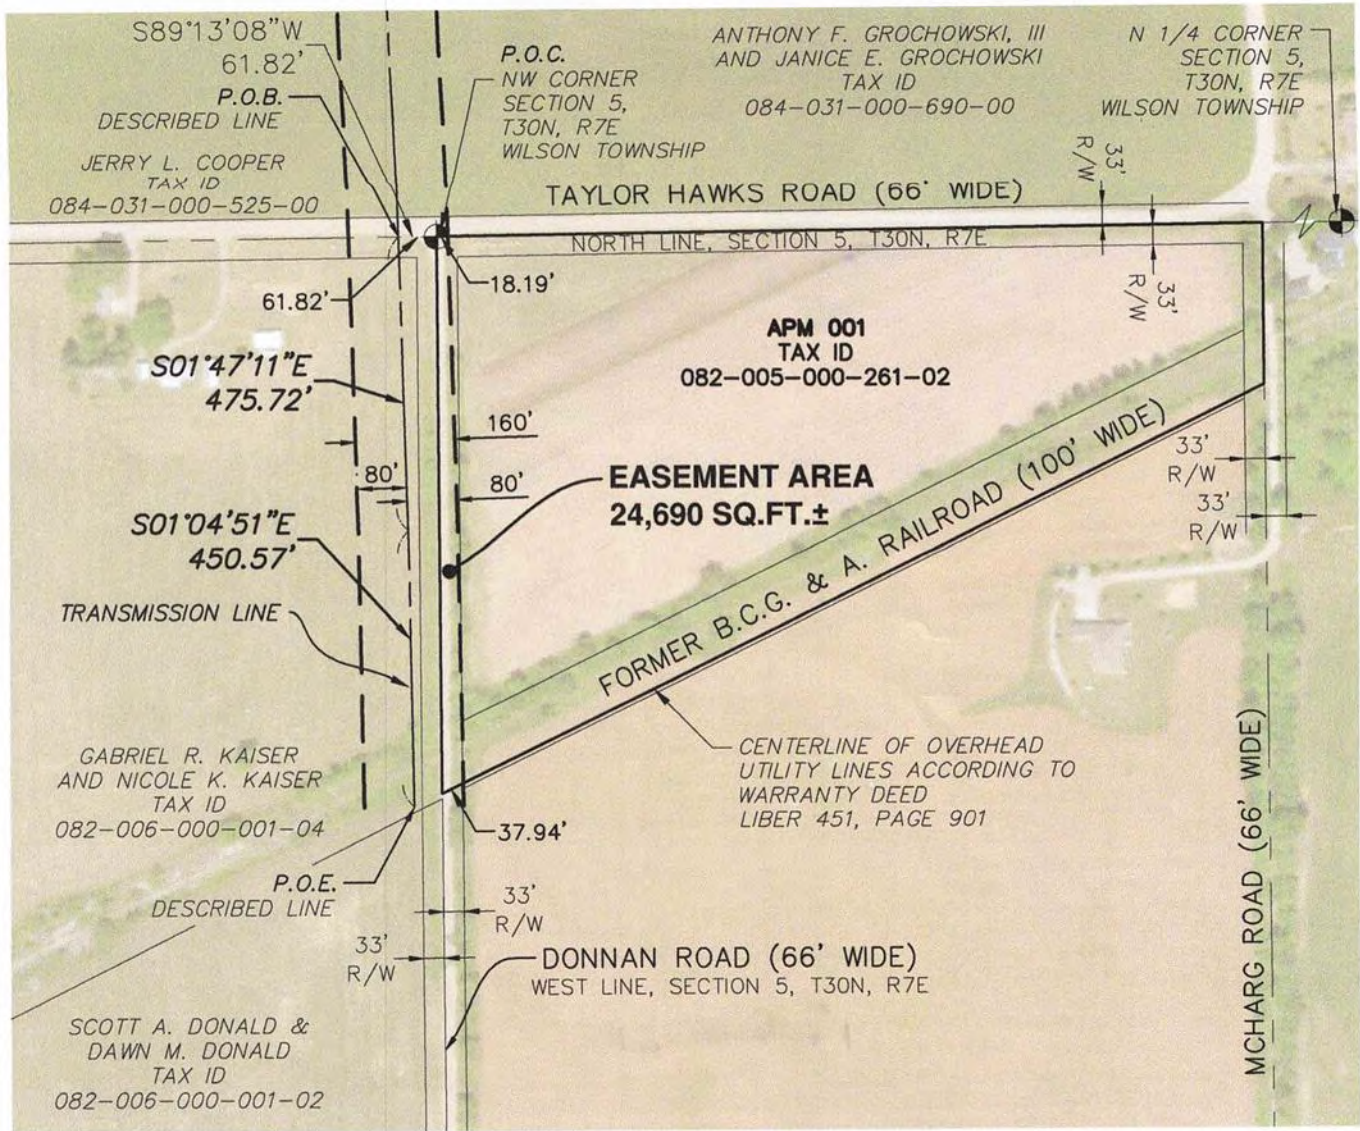 S89°13'08"W
61.82'
P.O.B.
DESCRIBED LINE
JERRY L. COOPER
TAX ID
084-031-000-525-00
P.O.C.
NW CORNER
SECTION 5,
T30N, R7E
WILSON TOWNSHIP
ANTHONY F. GROCHOWSKI, III
AND JANICE E. GROCHOWSKI
TAX ID
084-031-000-690-00
N 1/4 CORNER
SECTION 5,
T30N, R7E
WILSON TOWNSHIP
33'
R/W
TAYLOR HAWKS ROAD (66' WIDE)
NORTH LINE, SECTION 5, T30N, R7E
33'
R/W
61.82'
18.19'
APM 001
TAX ID
082-005-000-261-02
S01°47'11"E
475.72'
160'
80'
80'
EASEMENT AREA
24,690 SQ.FT.±
33'
R/W
33'
R/W
S01°04'51"E
450.57'
TRANSMISSION LINE
FORMER B.C.G. & A. RAILROAD (100' WIDE)
GABRIEL R. KAISER
AND NICOLE K. KAISER
TAX ID
082-006-000-001-04
CENTERLINE OF OVERHEAD
UTILITY LINES ACCORDING TO
WARRANTY DEED
LIBER 451, PAGE 901
37.94'
P.O.E.
DESCRIBED LINE
33'
R/W
33'
R/W
DONNAN ROAD (66' WIDE)
WEST LINE, SECTION 5, T30N, R7E
MCHARG ROAD (66' WIDE)
SCOTT A. DONALD &
DAWN M. DONALD
TAX ID
082-006-000-001-02